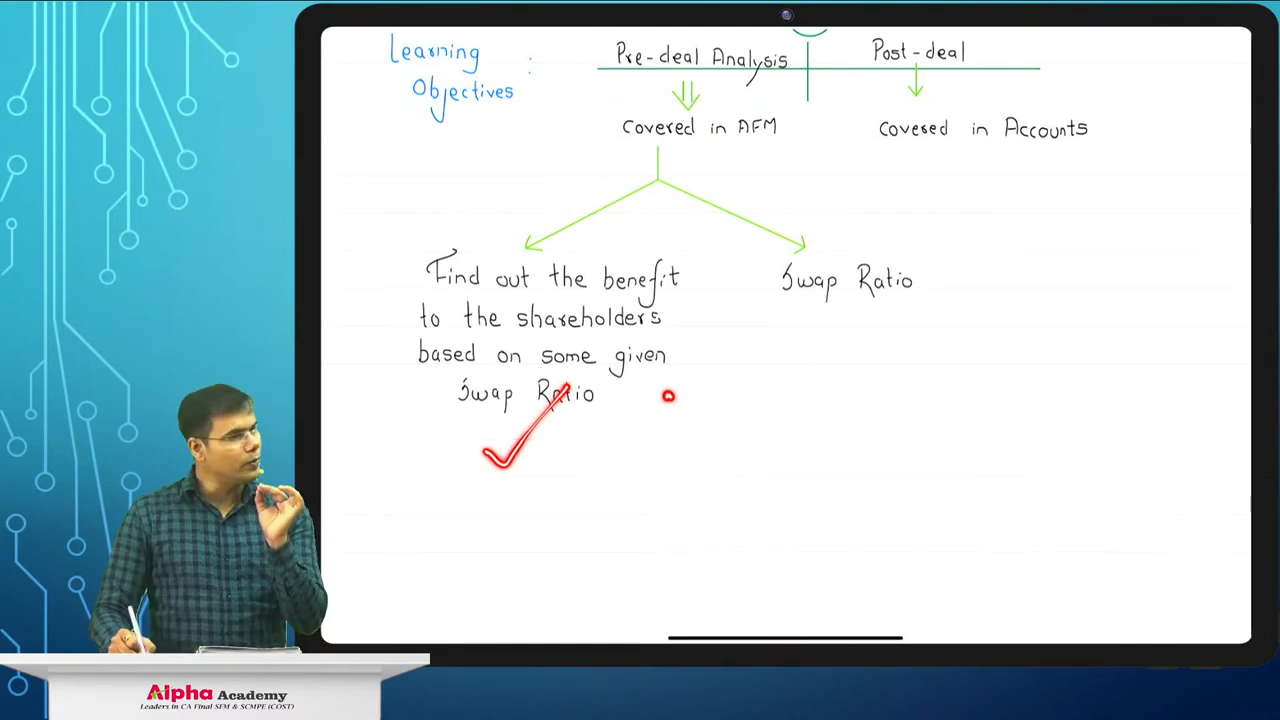 Learning
Objectives :
Pre-deal Analysis
Post-deal
Covered in AFM
Covered in Accounts
Find out the benefit
to the shareholders
based on some given
Swap Ratio
Swap Ratio
Alpha Academy
Leaders in CA Final SFM & SCMPE (COST)